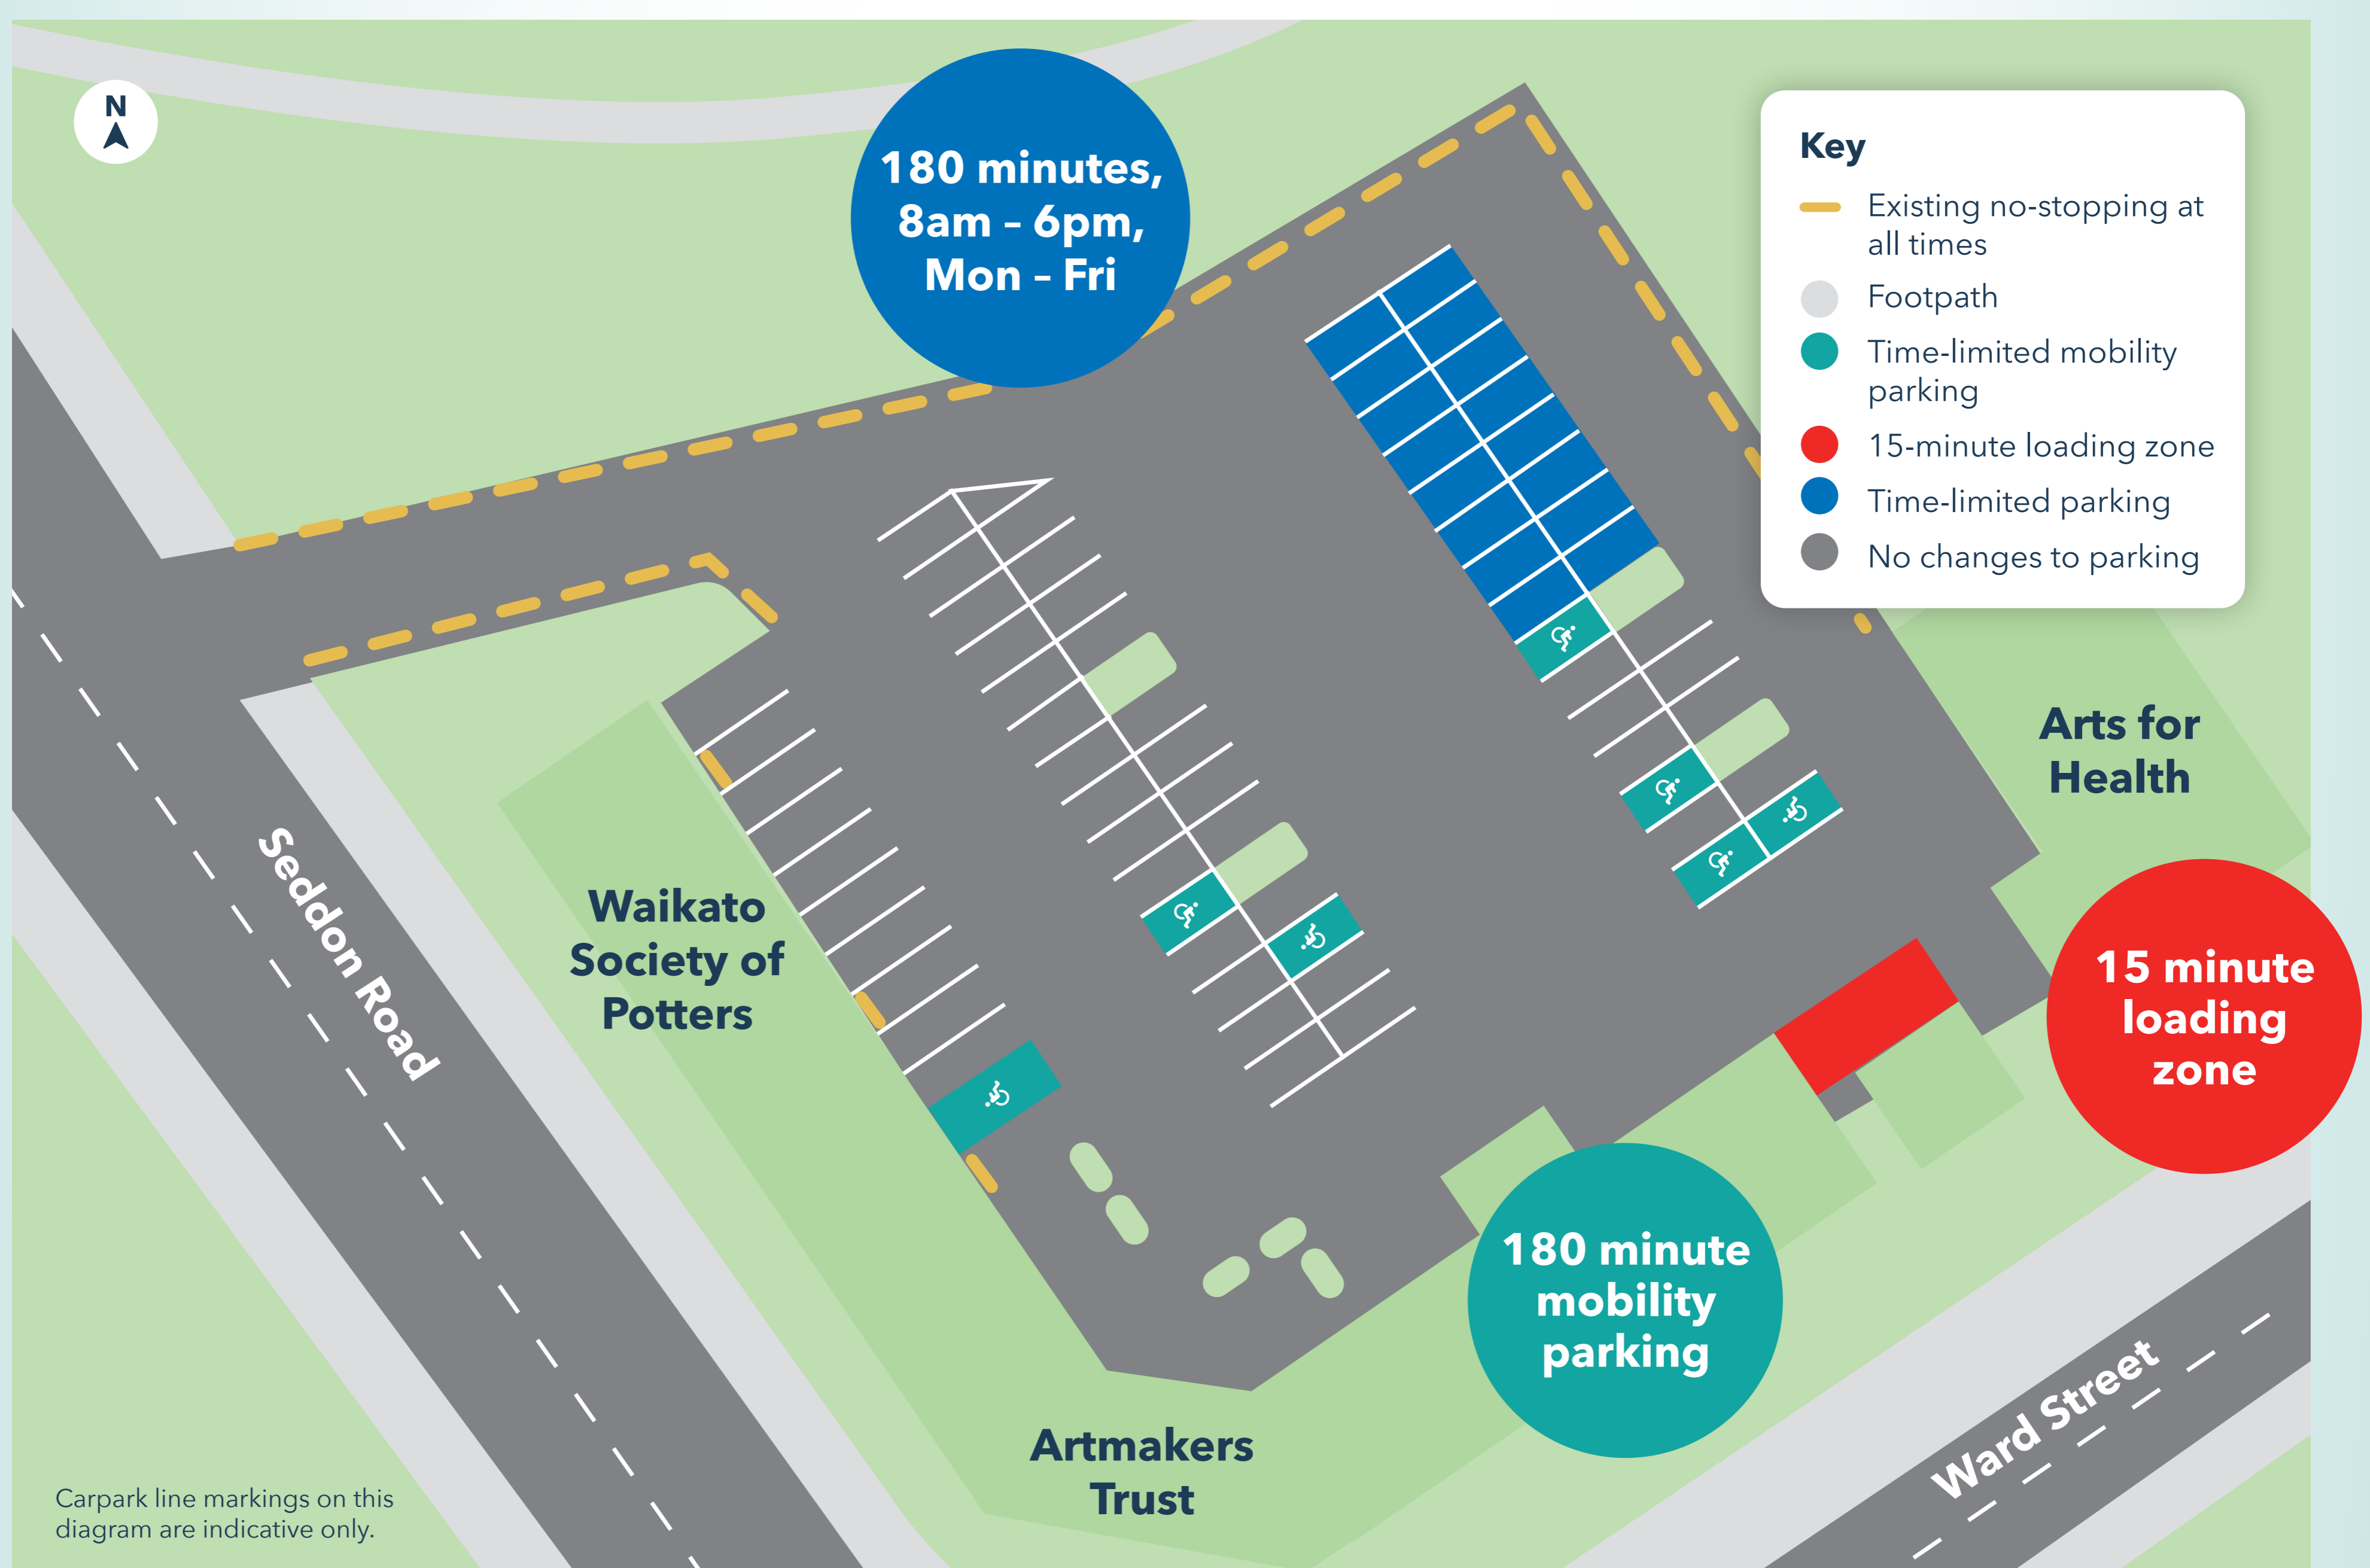 N
180 minutes,
8am – 6pm,
Mon – Fri
Key
Existing no-stopping at
all times
Footpath
Time-limited mobility
parking
15-minute loading zone
Time-limited parking
No changes to parking
Arts for
Health
Seddon Road
Waikato
Society of
Potters
15 minute
loading
zone
180 minute
mobility
parking
Ward Street
Artmakers
Trust
Carpark line markings on this
diagram are indicative only.